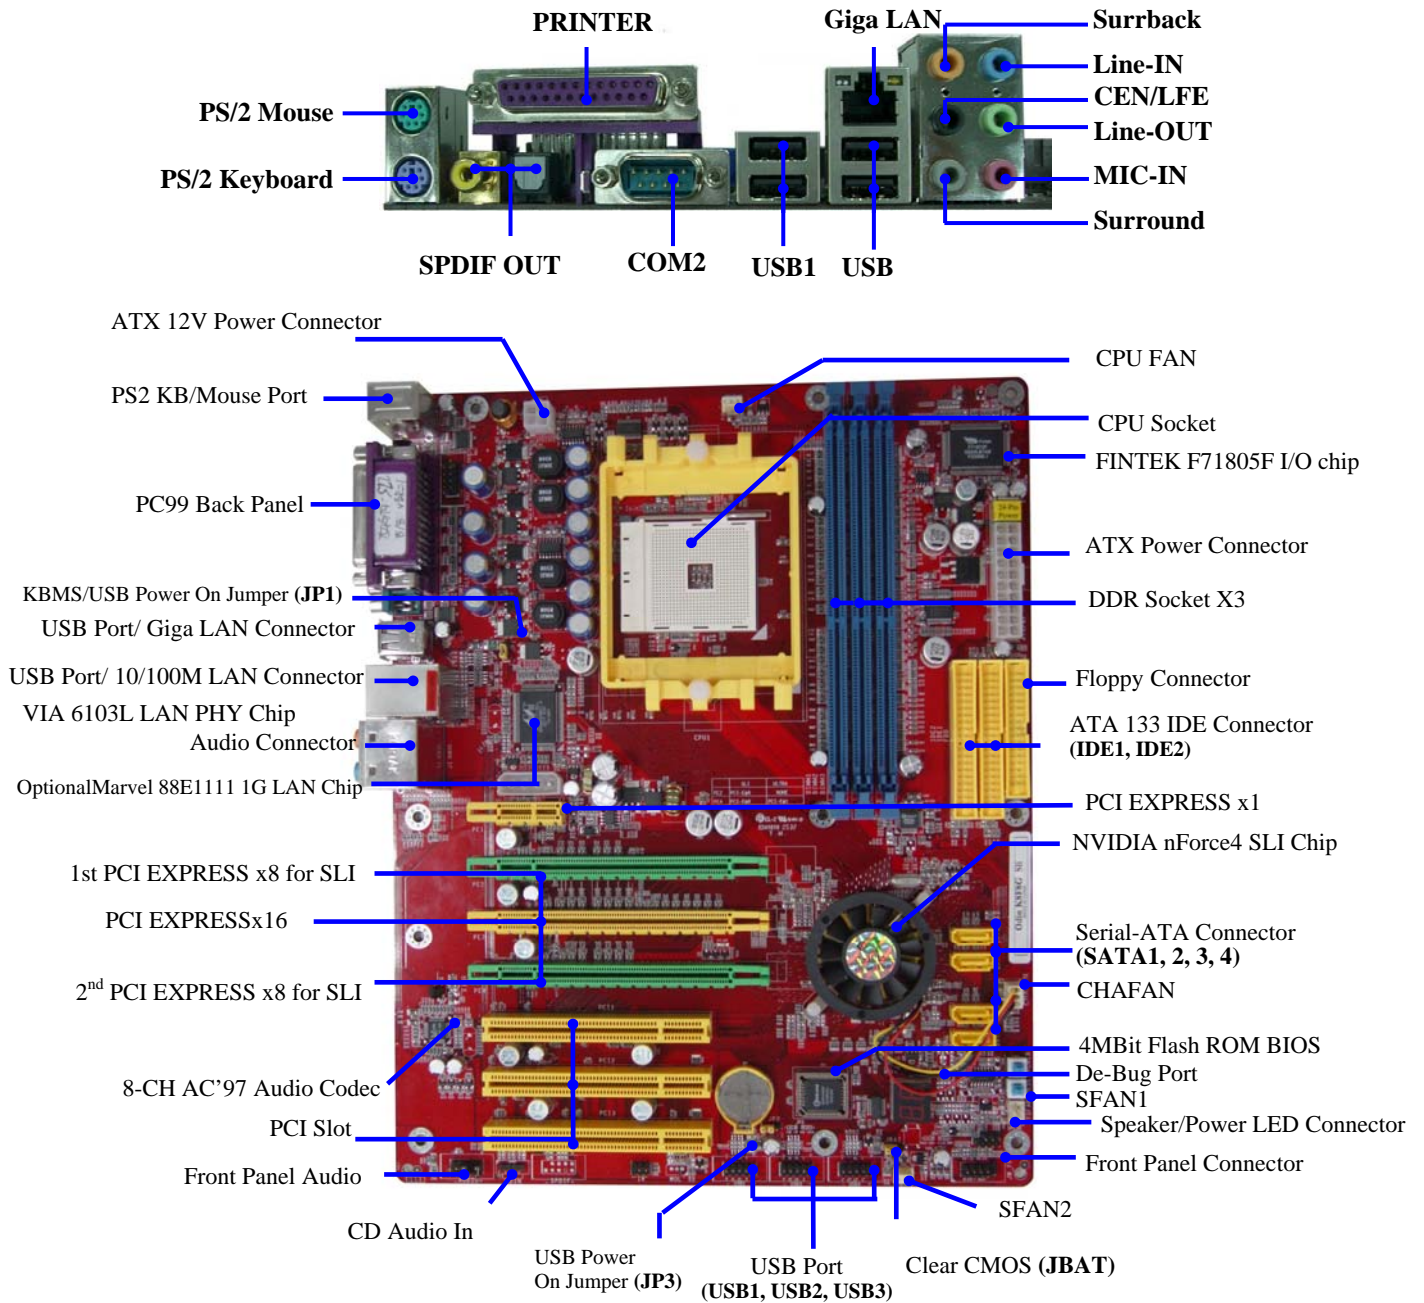 PRINTER
Giga LAN
Surrback
Line-IN
PS/2 Mouse
CEN/LFE
Line-OUT
PS/2 Keyboard
MIC-IN
Surround
SPDIF OUT
COM2
USB1
USB
ATX 12V Power Connector
CPU FAN
PS2 KB/Mouse Port
CPU Socket
FINTEK F71805F I/O chip
PC99 Back Panel
24-Pin
Power
ATX Power Connector
KBMS/USB Power On Jumper (JP1)
DDR Socket X3
USB Port/ Giga LAN Connector
USB Port/ 10/100M LAN Connector
Floppy Connector
VIA 6103L LAN PHY Chip
ATA 133 IDE Connector
(IDE1, IDE2)
Audio Connector
OptionalMarvel 88E1111 1G LAN Chip
PCI EXPRESS x1
NVIDIA nForce4 SLI Chip
1st PCI EXPRESS x8 for SLI
PCI EXPRESSx16
Serial-ATA Connector
(SATA1, 2, 3, 4)
2nd PCI EXPRESS x8 for SLI
CHAFAN
4MBit Flash ROM BIOS
8-CH AC’97 Audio Codec
De-Bug Port
SFAN1
PCI Slot
Speaker/Power LED Connector
Front Panel Audio
Front Panel Connector
CD Audio In
SFAN2
USB Power
On Jumper (JP3)
USB Port
(USB1, USB2, USB3)
Clear CMOS (JBAT)